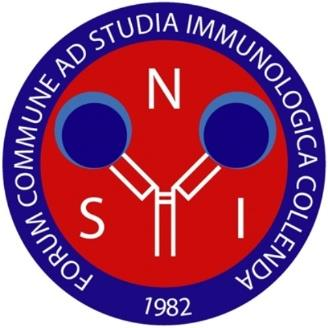 FORUM COMMUNE AD STUDIA IMMUNOLOGICA COLLENDA
N
S I
1982